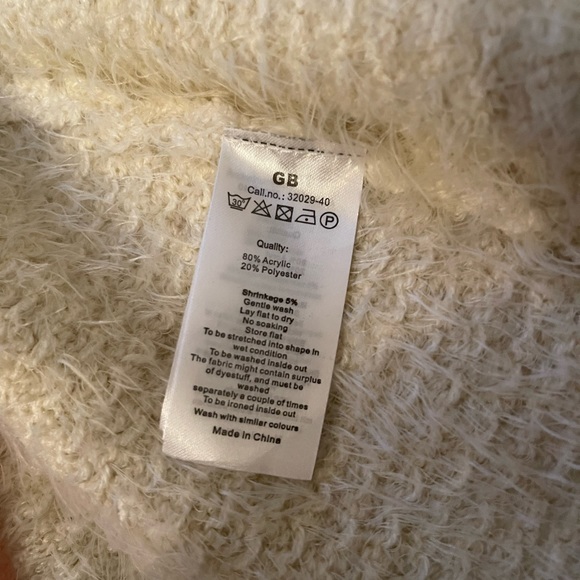 GB
Call.no.: 32029-40
30°
P
Quality:
80% Acrylic
20% Polyester
Shrinkage 5%
Gentle wash
Lay flat to dry
No soaking
Store flat
To be stretched into shape in
wet condition
To be washed inside out
The fabric might contain surplus
of dyestuff, and must be
washed
separately a couple of times
To be ironed inside out
Wash with similar colours
Made in China